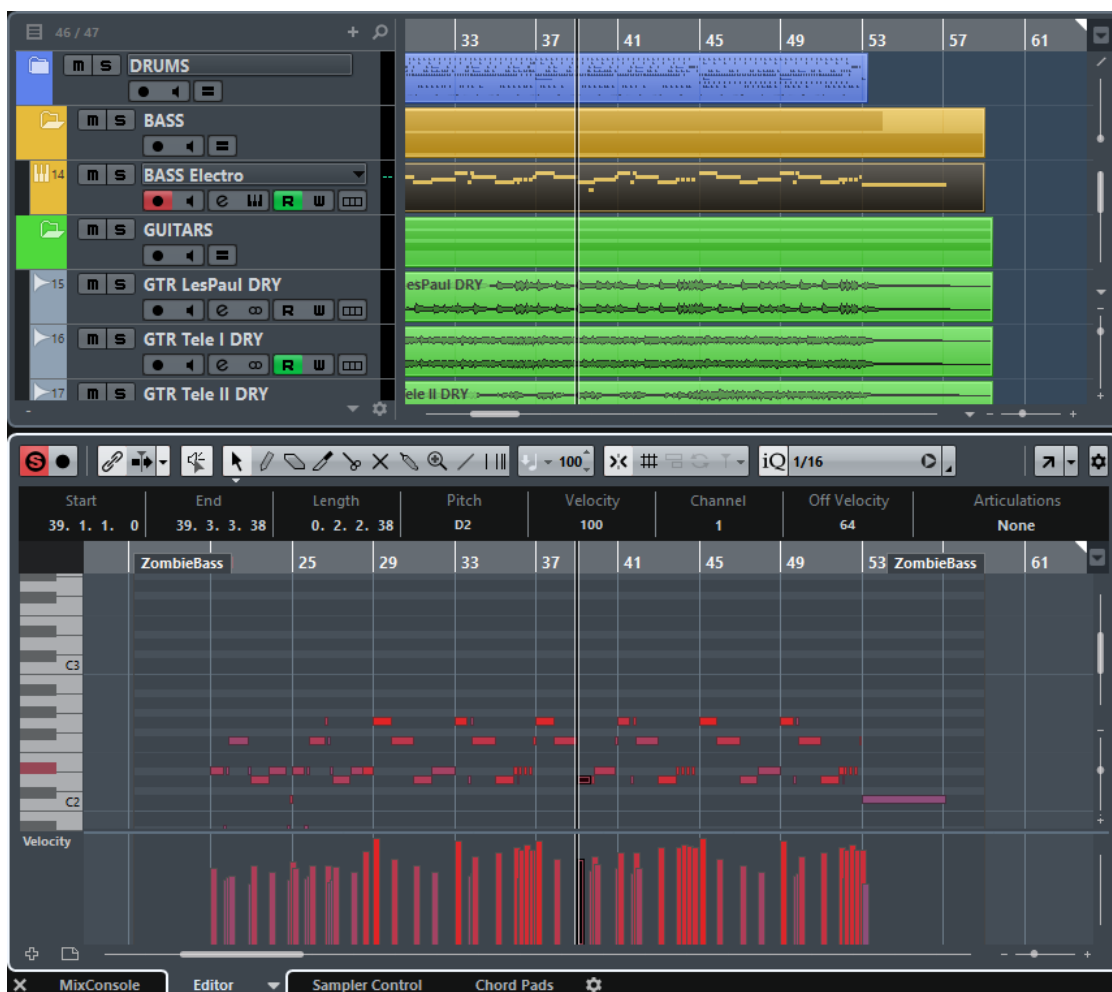 46 / 47
33 37 41 45 49 53 57 61
m S DRUMS
m S BASS
14 m S BASS Electro
e R W
m S GUITARS
15 m S GTR LesPaul DRY
esPaul DRY
e R W
16 m S GTR Tele I DRY
e R W
17 m S GTR Tele II DRY
ele II DRY
S 100 iQ 1/16
Start End Length Pitch Velocity Channel Off Velocity Articulations
39. 1. 1. 0 39. 3. 3. 38 0. 2. 2. 38 D2 100 1 64 None
ZombieBass 25 29 33 37 41 45 49 53 ZombieBass 61
C3
C2
Velocity
MixConsole Editor Sampler Control Chord Pads